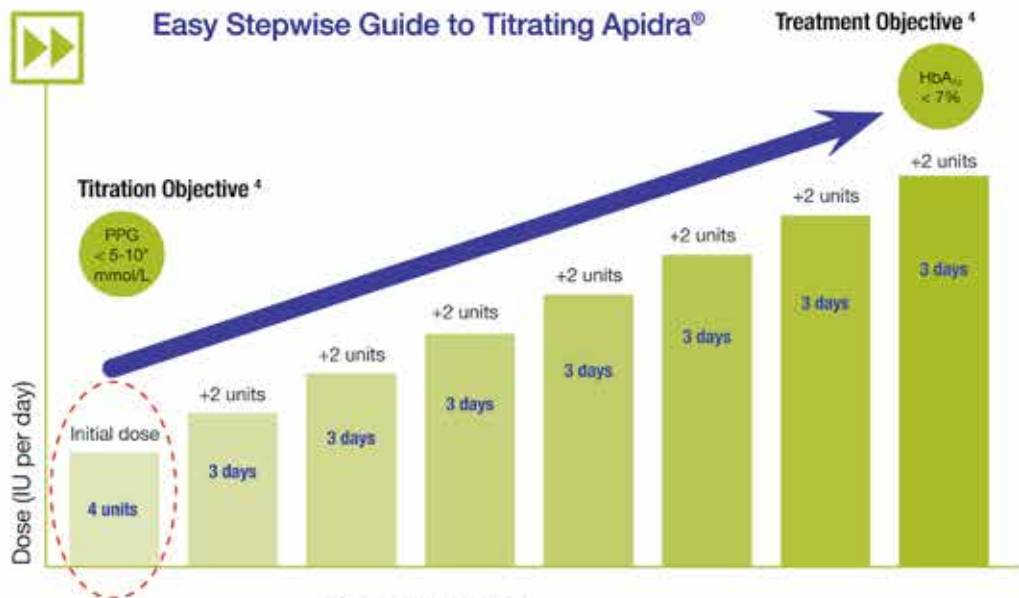 Easy Stepwise Guide to Titrating Apidra®
Treatment Objective ⁴
HbA₁c
< 7%
Titration Objective ⁴
PPG
< 5-10*
mmol/L
Dose (IU per day)
Initial dose
4 units
+2 units
3 days
+2 units
3 days
+2 units
3 days
+2 units
3 days
+2 units
3 days
+2 units
3 days
+2 units
3 days